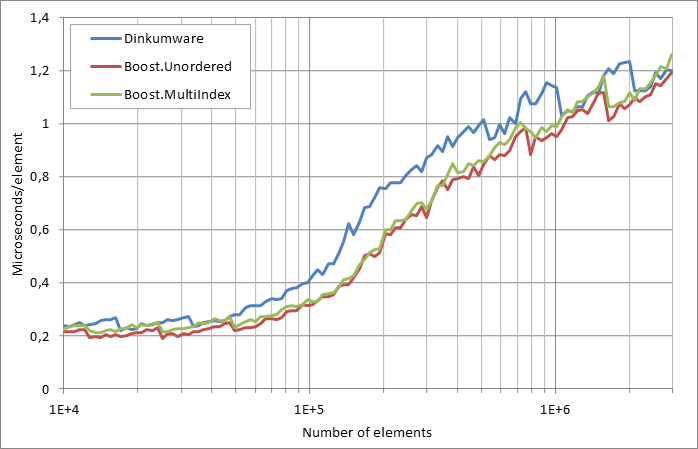 1,4
1,2
1
0,8
0,6
0,4
0,2
0
Microseconds/element
Dinkumware
Boost.Unordered
Boost.MultiIndex
1E+4
1E+5
1E+6
Number of elements